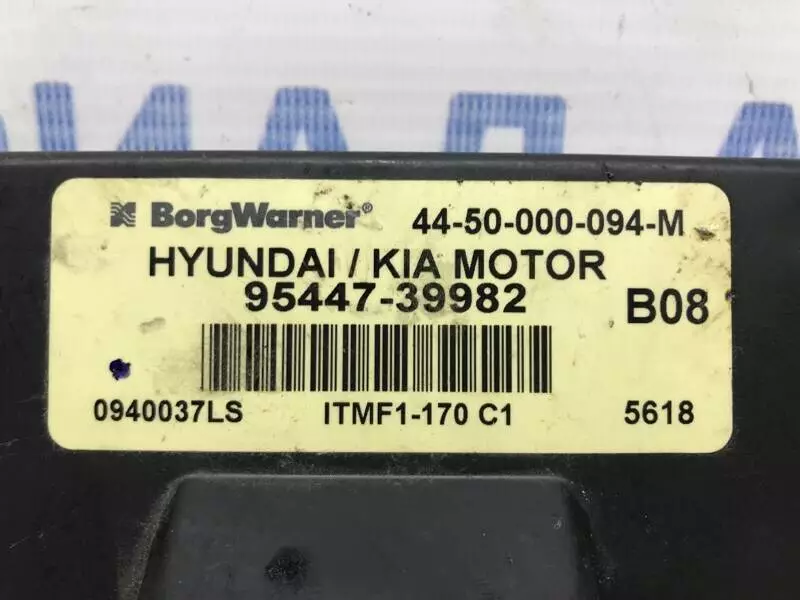 BorgWarner® 44-50-000-094-M
HYUNDAI / KIA MOTOR
95447-39982 B08
0940037LS ITMF1-170 C1 5618